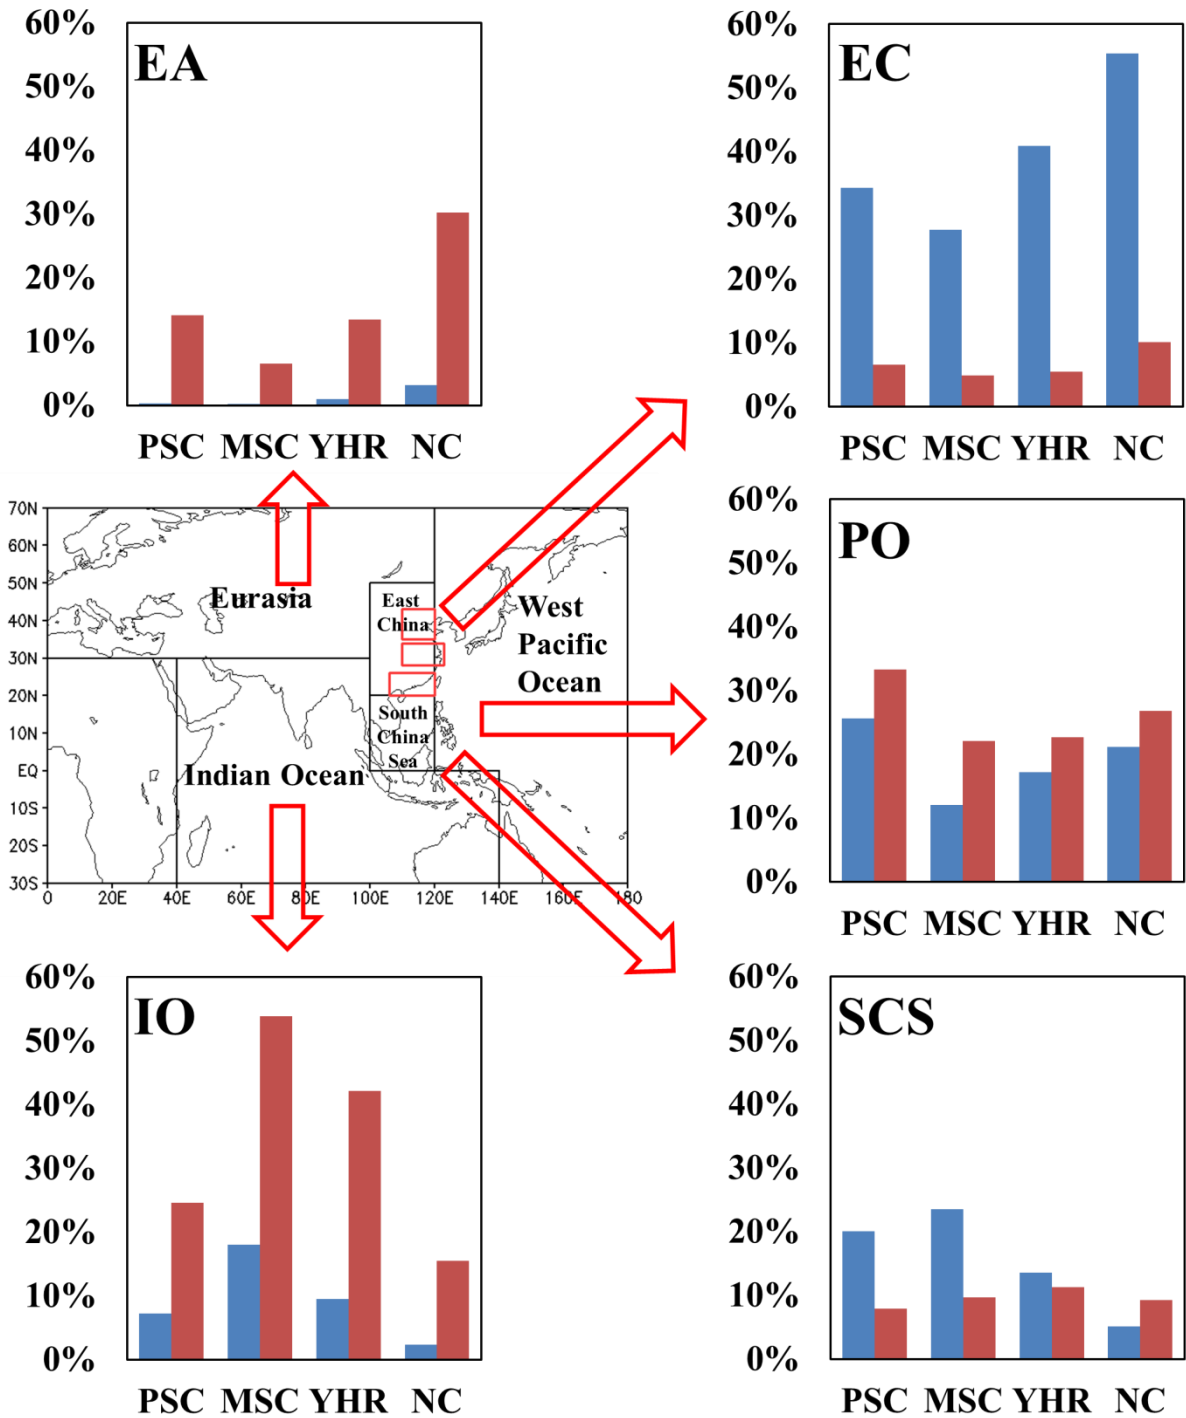 60%
EA
50%
40%
30%
20%
10%
0%
PSC MSC YHR NC
60%
EC
50%
40%
30%
20%
10%
0%
PSC MSC YHR NC
70N
60N
50N
40N
30N
20N
10N
EQ
10S
20S
30S
0 20E 40E 60E 80E 100E 120E 140E 160E 180
Eurasia
East
China
West
Pacific
Ocean
South
China
Sea
Indian Ocean
60%
PO
50%
40%
30%
20%
10%
0%
PSC MSC YHR NC
60%
IO
50%
40%
30%
20%
10%
0%
PSC MSC YHR NC
60%
SCS
50%
40%
30%
20%
10%
0%
PSC MSC YHR NC